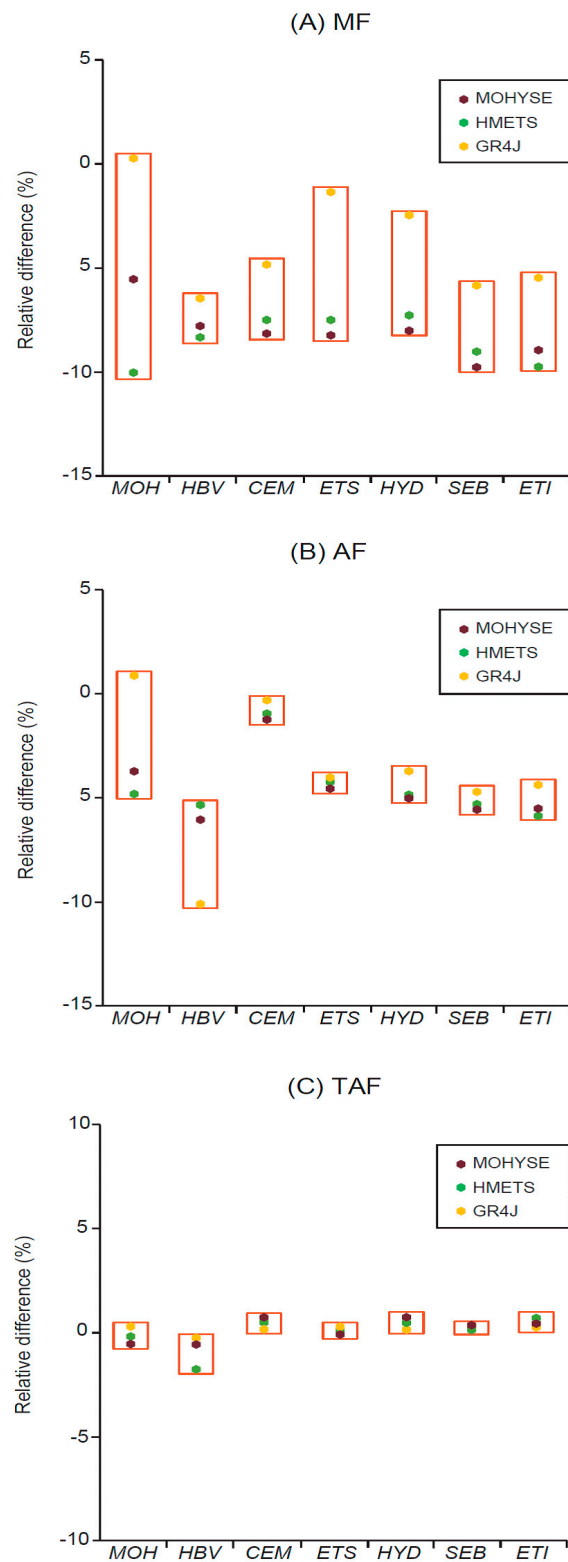 (A) MF
5
MOHYSE
HMETS
GR4J
0
Relative difference (%)
5
-10
-15
MOH HBV CEM ETS HYD SEB ETI
(B) AF
5
MOHYSE
HMETS
GR4J
0
Relative difference (%)
5
-10
-15
MOH HBV CEM ETS HYD SEB ETI
(C) TAF
10
MOHYSE
HMETS
GR4J
5
Relative difference (%)
0
-5
-10
MOH HBV CEM ETS HYD SEB ETI